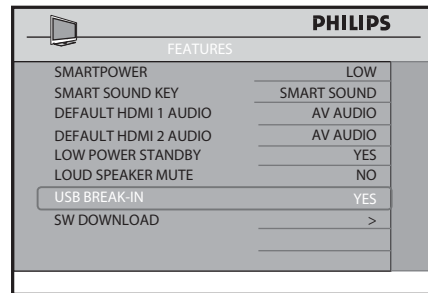 PHILIPS
FEATURES
SMARTPOWER LOW
SMART SOUND KEY SMART SOUND
DEFAULT HDMI 1 AUDIO AV AUDIO
DEFAULT HDMI 2 AUDIO AV AUDIO
LOW POWER STANDBY YES
LOUD SPEAKER MUTE NO
USB BREAK-IN YES
SW DOWNLOAD >